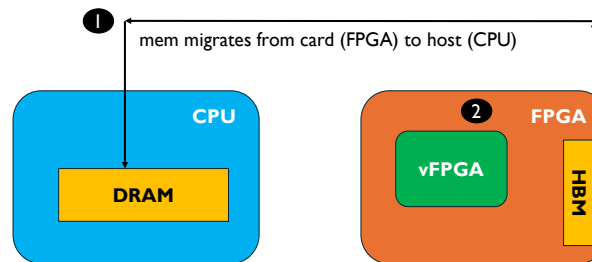 1
mem migrates from card (FPGA) to host (CPU)
CPU
2
FPGA
vFPGA
DRAM
HBM